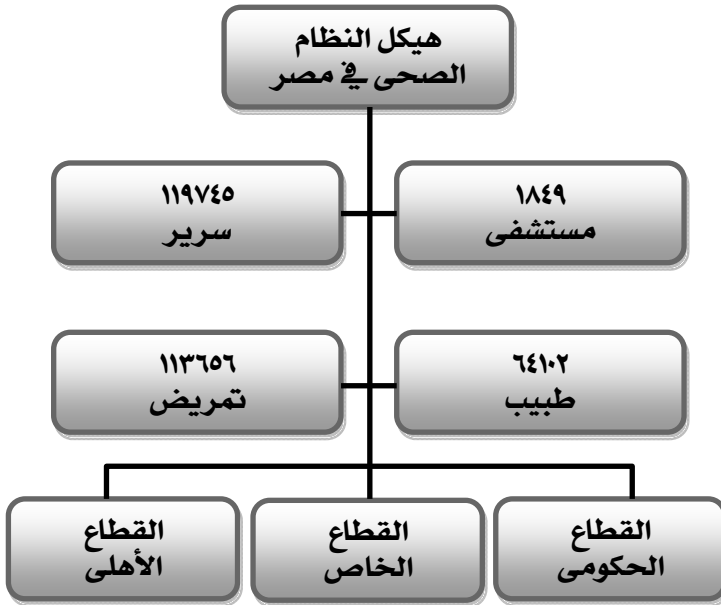 هيكل النظام
الصحى في مصر
١٨٤٩
مستشفى
١١٩٧٤٥
سرير
٦٤١٠٢
طبيب
١١٣٦٥٦
تمريض
القطاع
الحكومى
القطاع
الخاص
القطاع
الأهلى